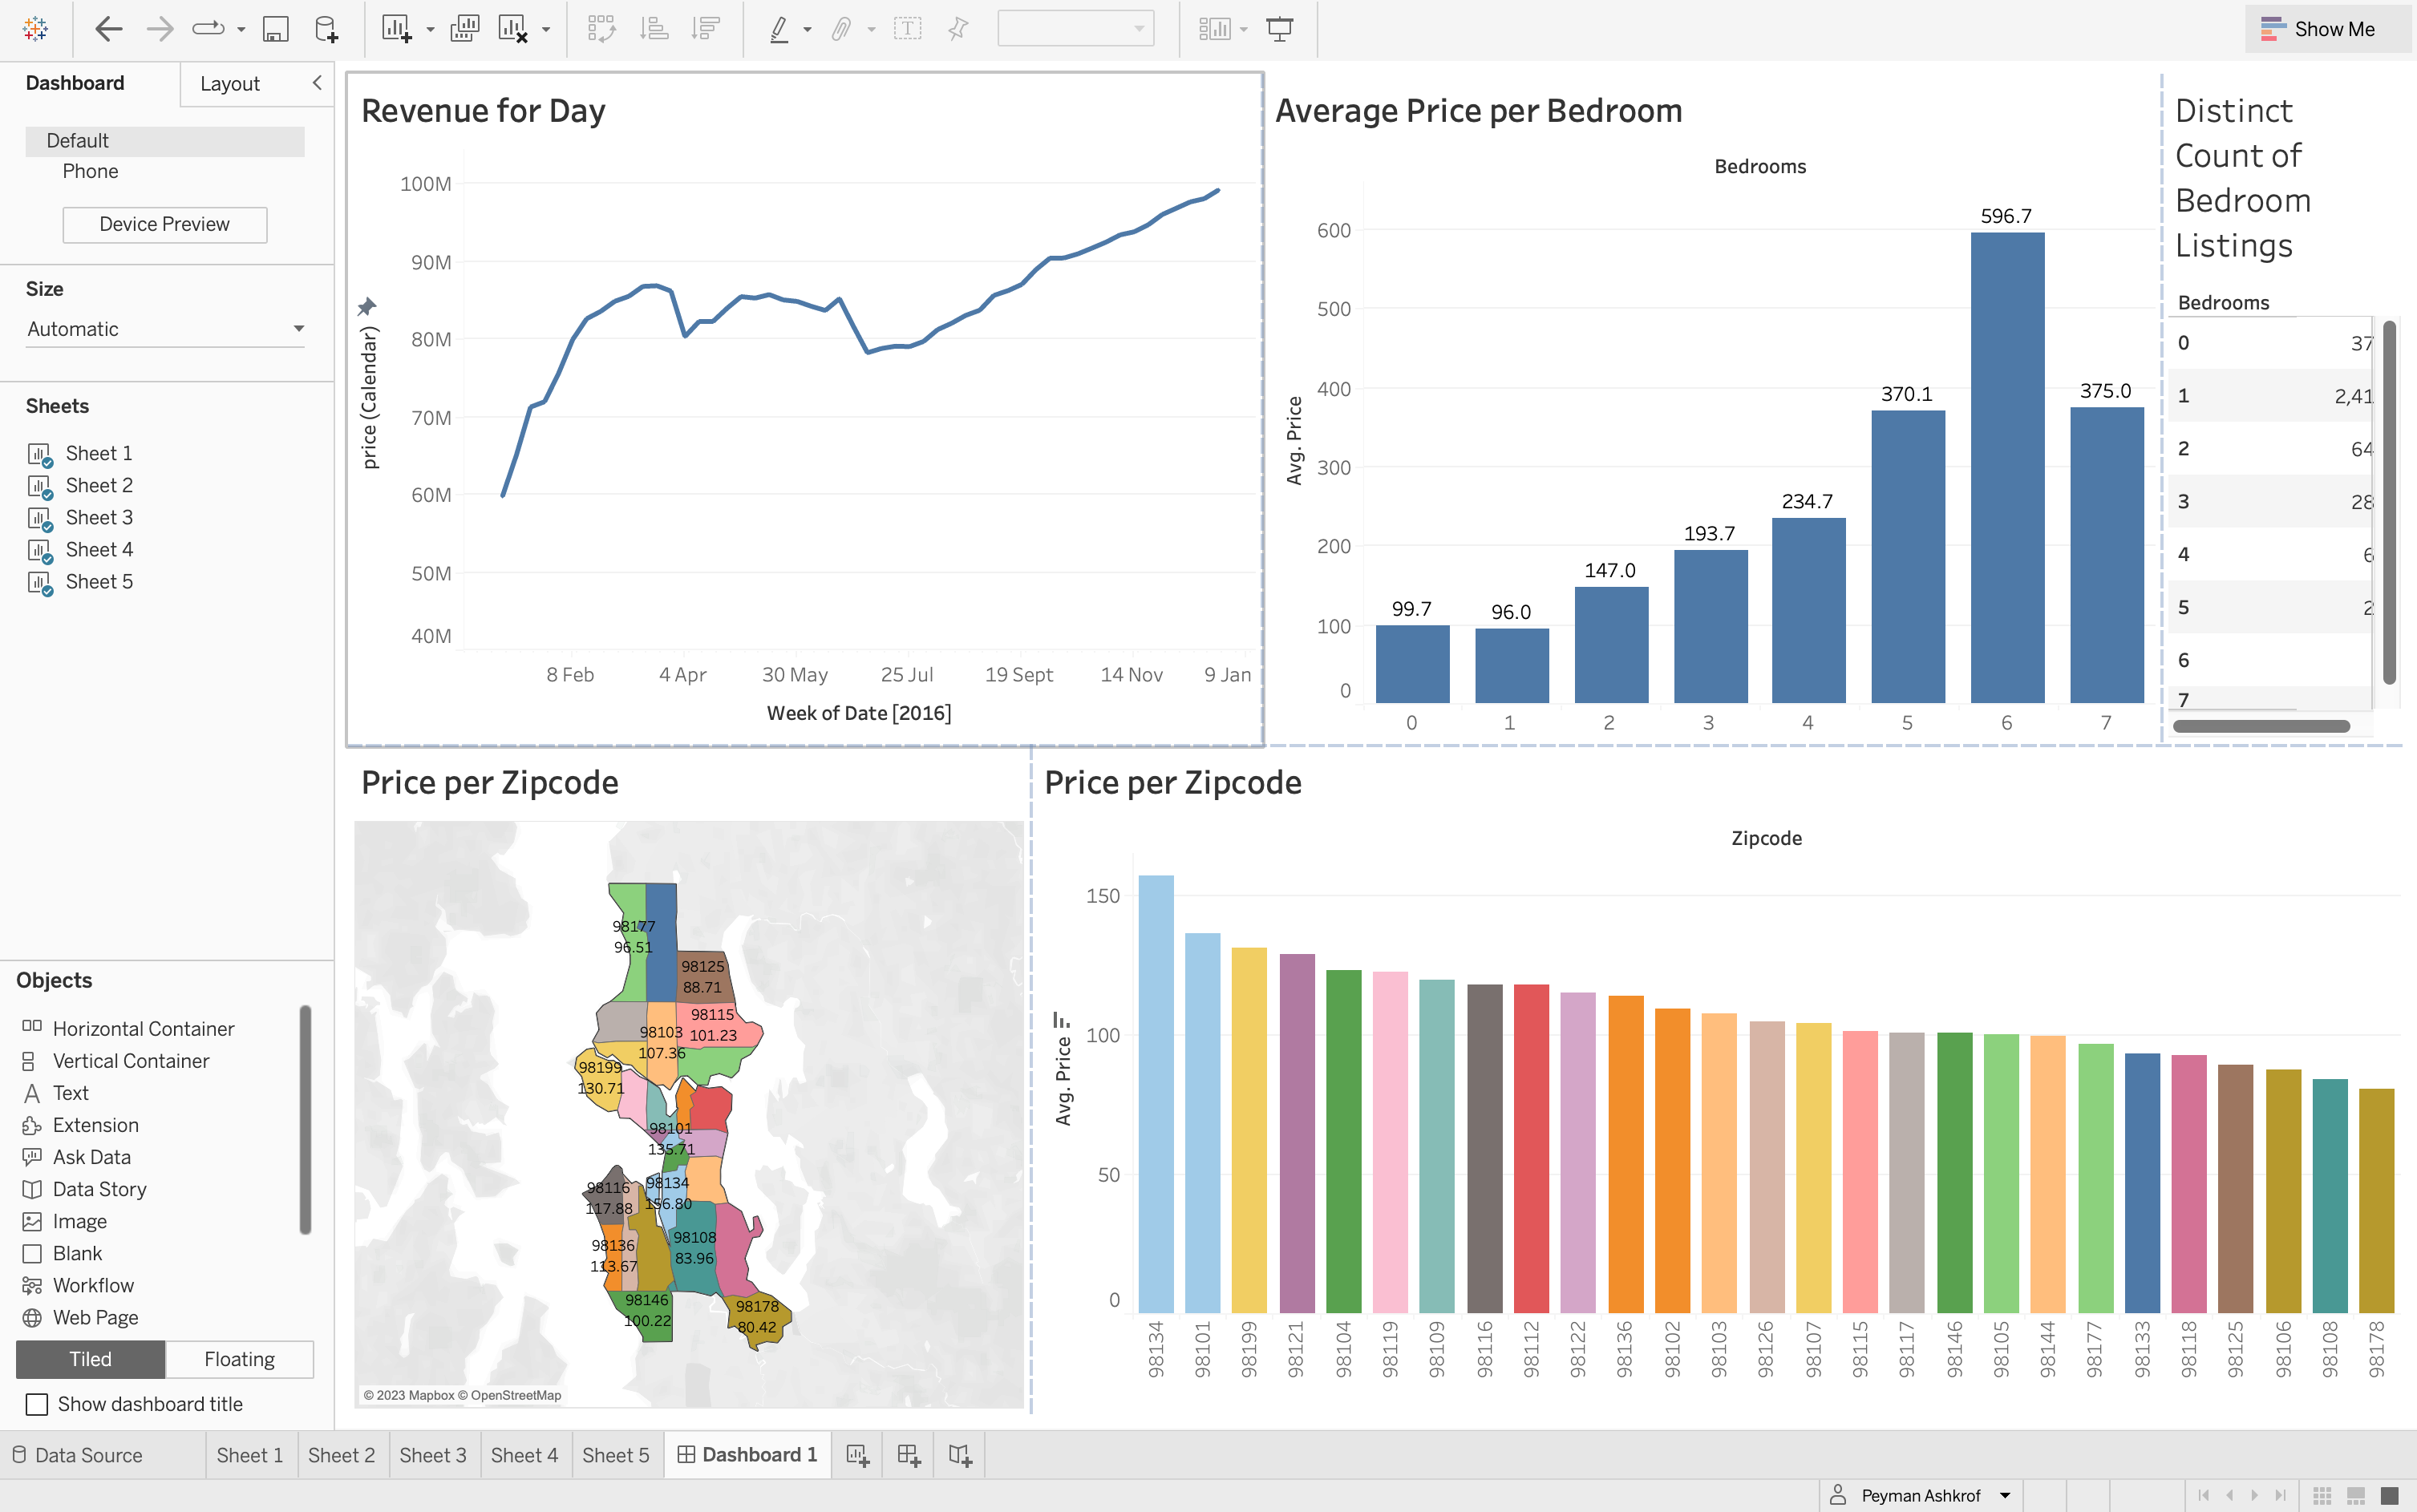 Show Me
Dashboard
Layout
Default
Phone
Device Preview
Size
Automatic
Sheets
Sheet 1
Sheet 2
Sheet 3
Sheet 4
Sheet 5
Objects
Horizontal Container
Vertical Container
Text
Extension
Ask Data
Data Story
Image
Blank
Workflow
Web Page
Tiled
Floating
Show dashboard title
Revenue for Day
price (Calendar)
100M
90M
80M
70M
60M
50M
40M
8 Feb
4 Apr
30 May
25 Jul
19 Sept
14 Nov
9 Jan
Week of Date [2016]
Average Price per Bedroom
Bedrooms
Avg. Price
600
500
400
300
200
100
0
99.7
96.0
147.0
193.7
234.7
370.1
596.7
375.0
0
1
2
3
4
5
6
7
Distinct
Count of
Bedroom
Listings
Bedrooms
0 37
1 2,41
2 64
3 28
4 6
5 2
6
7
Price per Zipcode
98177
96.51
98125
88.71
98115
101.23
98103
107.36
98199
130.71
98101
135.71
98116
117.88
98134
156.80
98136
113.67
98108
83.96
98146
100.22
98178
80.42
© 2023 Mapbox © OpenStreetMap
Price per Zipcode
Zipcode
Avg. Price
150
100
50
0
98134
98101
98199
98121
98104
98119
98109
98116
98112
98122
98136
98102
98103
98126
98107
98115
98117
98146
98105
98144
98177
98133
98118
98125
98106
98108
98178
Data Source
Sheet 1
Sheet 2
Sheet 3
Sheet 4
Sheet 5
Dashboard 1
Peyman Ashkrof